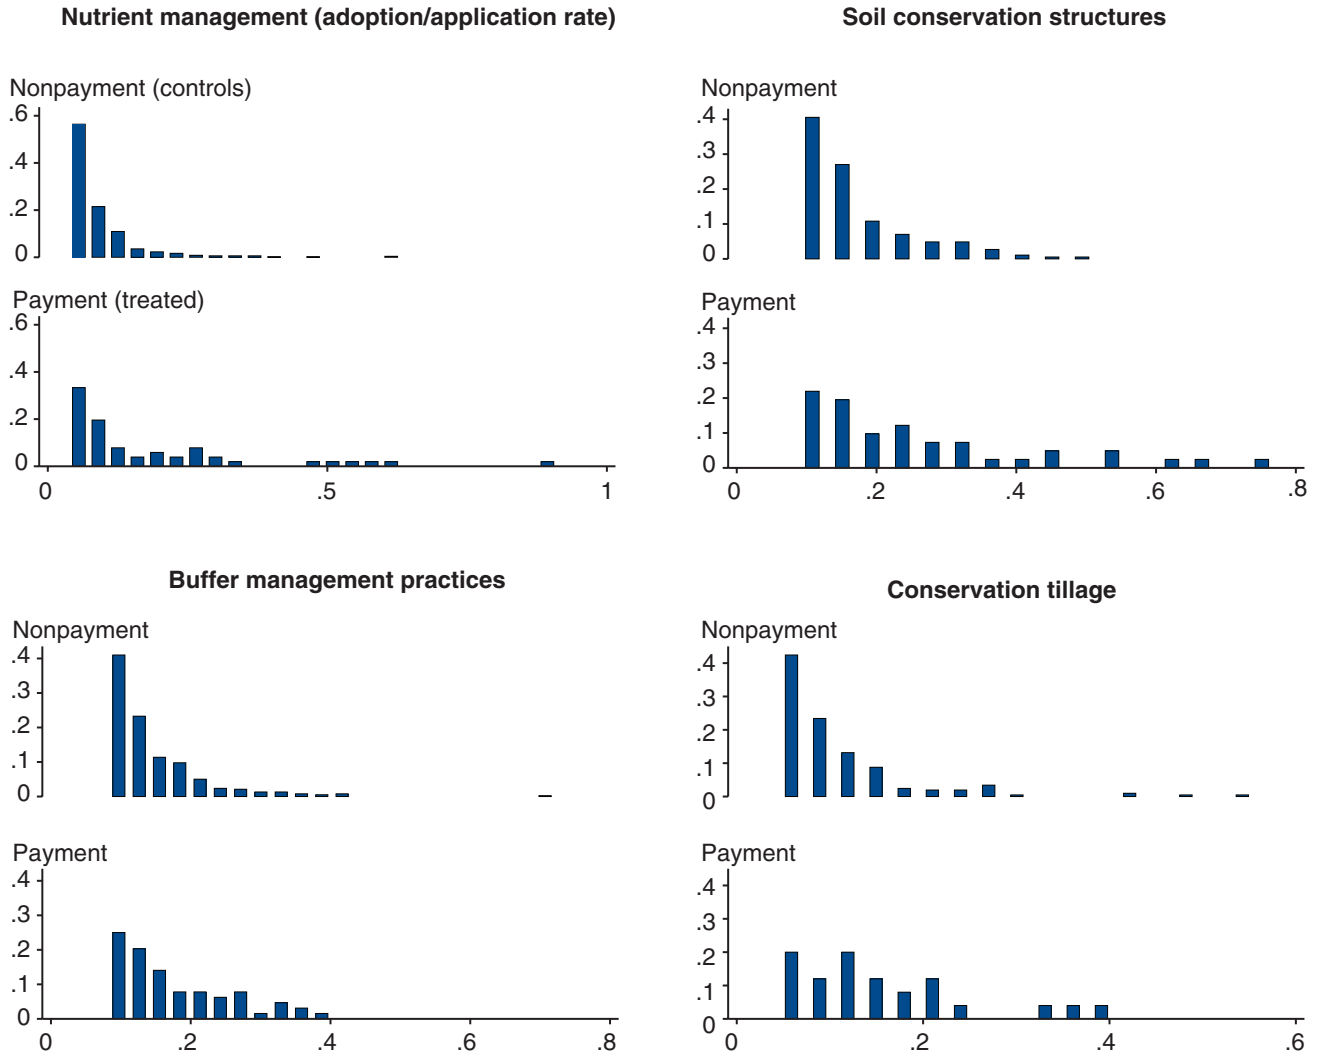 Nutrient management (adoption/application rate)
Nonpayment (controls)
.6
.4
.2
0
Payment (treated)
.6
.4
.2
0
0 .5 1
Soil conservation structures
Nonpayment
.4
.3
.2
.1
0
Payment
.4
.3
.2
.1
0
0 .2 .4 .6 .8
Buffer management practices
Nonpayment
.4
.3
.2
.1
0
Payment
.4
.3
.2
.1
0
0 .2 .4 .6 .8
Conservation tillage
Nonpayment
.4
.3
.2
.1
0
Payment
.4
.3
.2
.1
0
0 .2 .4 .6